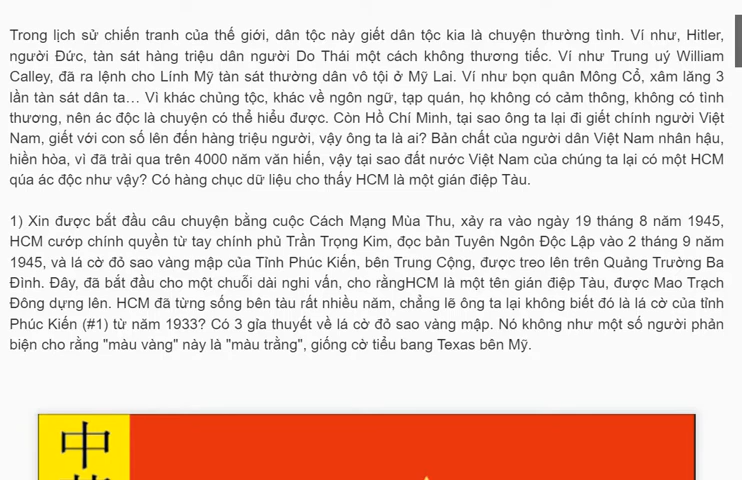 Trong lịch sử chiến tranh của thế giới, dân tộc này giết dân tộc kia là chuyện thường tình. Ví như, Hitler,
người Đức, tàn sát hàng triệu dân người Do Thái một cách không thương tiếc. Ví như Trung uý William
Calley, đã ra lệnh cho Lính Mỹ tàn sát thường dân vô tội ở Mỹ Lai. Ví như bọn quân Mông Cổ, xâm lăng 3
lần tàn sát dân ta… Vì khác chủng tộc, khác về ngôn ngữ, tạp quán, họ không có cảm thông, không có tình
thương, nên ác độc là chuyện có thể hiểu được. Còn Hồ Chí Minh, tại sao ông ta lại đi giết chính người Việt
Nam, giết với con số lên đến hàng triệu người, vậy ông ta là ai? Bản chất của người dân Việt Nam nhân hậu,
hiền hòa, vì đã trải qua trên 4000 năm văn hiến, vậy tại sao đất nước Việt Nam của chúng ta lại có một HCM
qúa ác độc như vậy? Có hàng chục dữ liệu cho thấy HCM là một gián điệp Tàu.
1) Xin được bắt đầu câu chuyện bằng cuộc Cách Mạng Mùa Thu, xảy ra vào ngày 19 tháng 8 năm 1945,
HCM cướp chính quyền từ tay chính phủ Trần Trọng Kim, đọc bản Tuyên Ngôn Độc Lập vào 2 tháng 9 năm
1945, và lá cờ đỏ sao vàng mập của Tỉnh Phúc Kiến, bên Trung Cộng, được treo lên trên Quảng Trường Ba
Đình. Đây, đã bắt đầu cho một chuỗi dài nghi vấn, cho rằngHCM là một tên gián điệp Tàu, được Mao Trạch
Đông dựng lên. HCM đã từng sống bên tàu rất nhiều năm, chẳng lẽ ông ta lại không biết đó là lá cờ của tỉnh
Phúc Kiến (#1) từ năm 1933? Có 3 gỉa thuyết về lá cờ đỏ sao vàng mập. Nó không như một số người phản
biện cho rằng "màu vàng" này là "màu trằng", giống cờ tiểu bang Texas bên Mỹ.
中